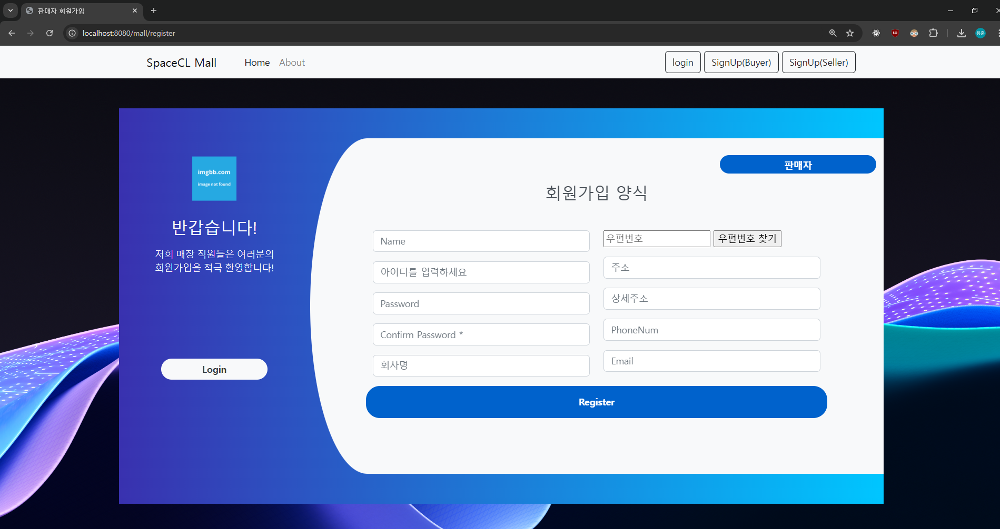 판매자 회원가입
localhost:8080/mall/register
UD
용준
SpaceCL Mall
Home
About
login
SignUp(Buyer)
SignUp(Seller)
imgbb.com
image not found
반갑습니다!
저희 매장 직원들은 여러분의
회원가입을 적극 환영합니다!
Login
판매자
회원가입 양식
Name
아이디를 입력하세요
Password
Confirm Password *
회사명
우편번호
우편번호 찾기
주소
상세주소
PhoneNum
Email
Register